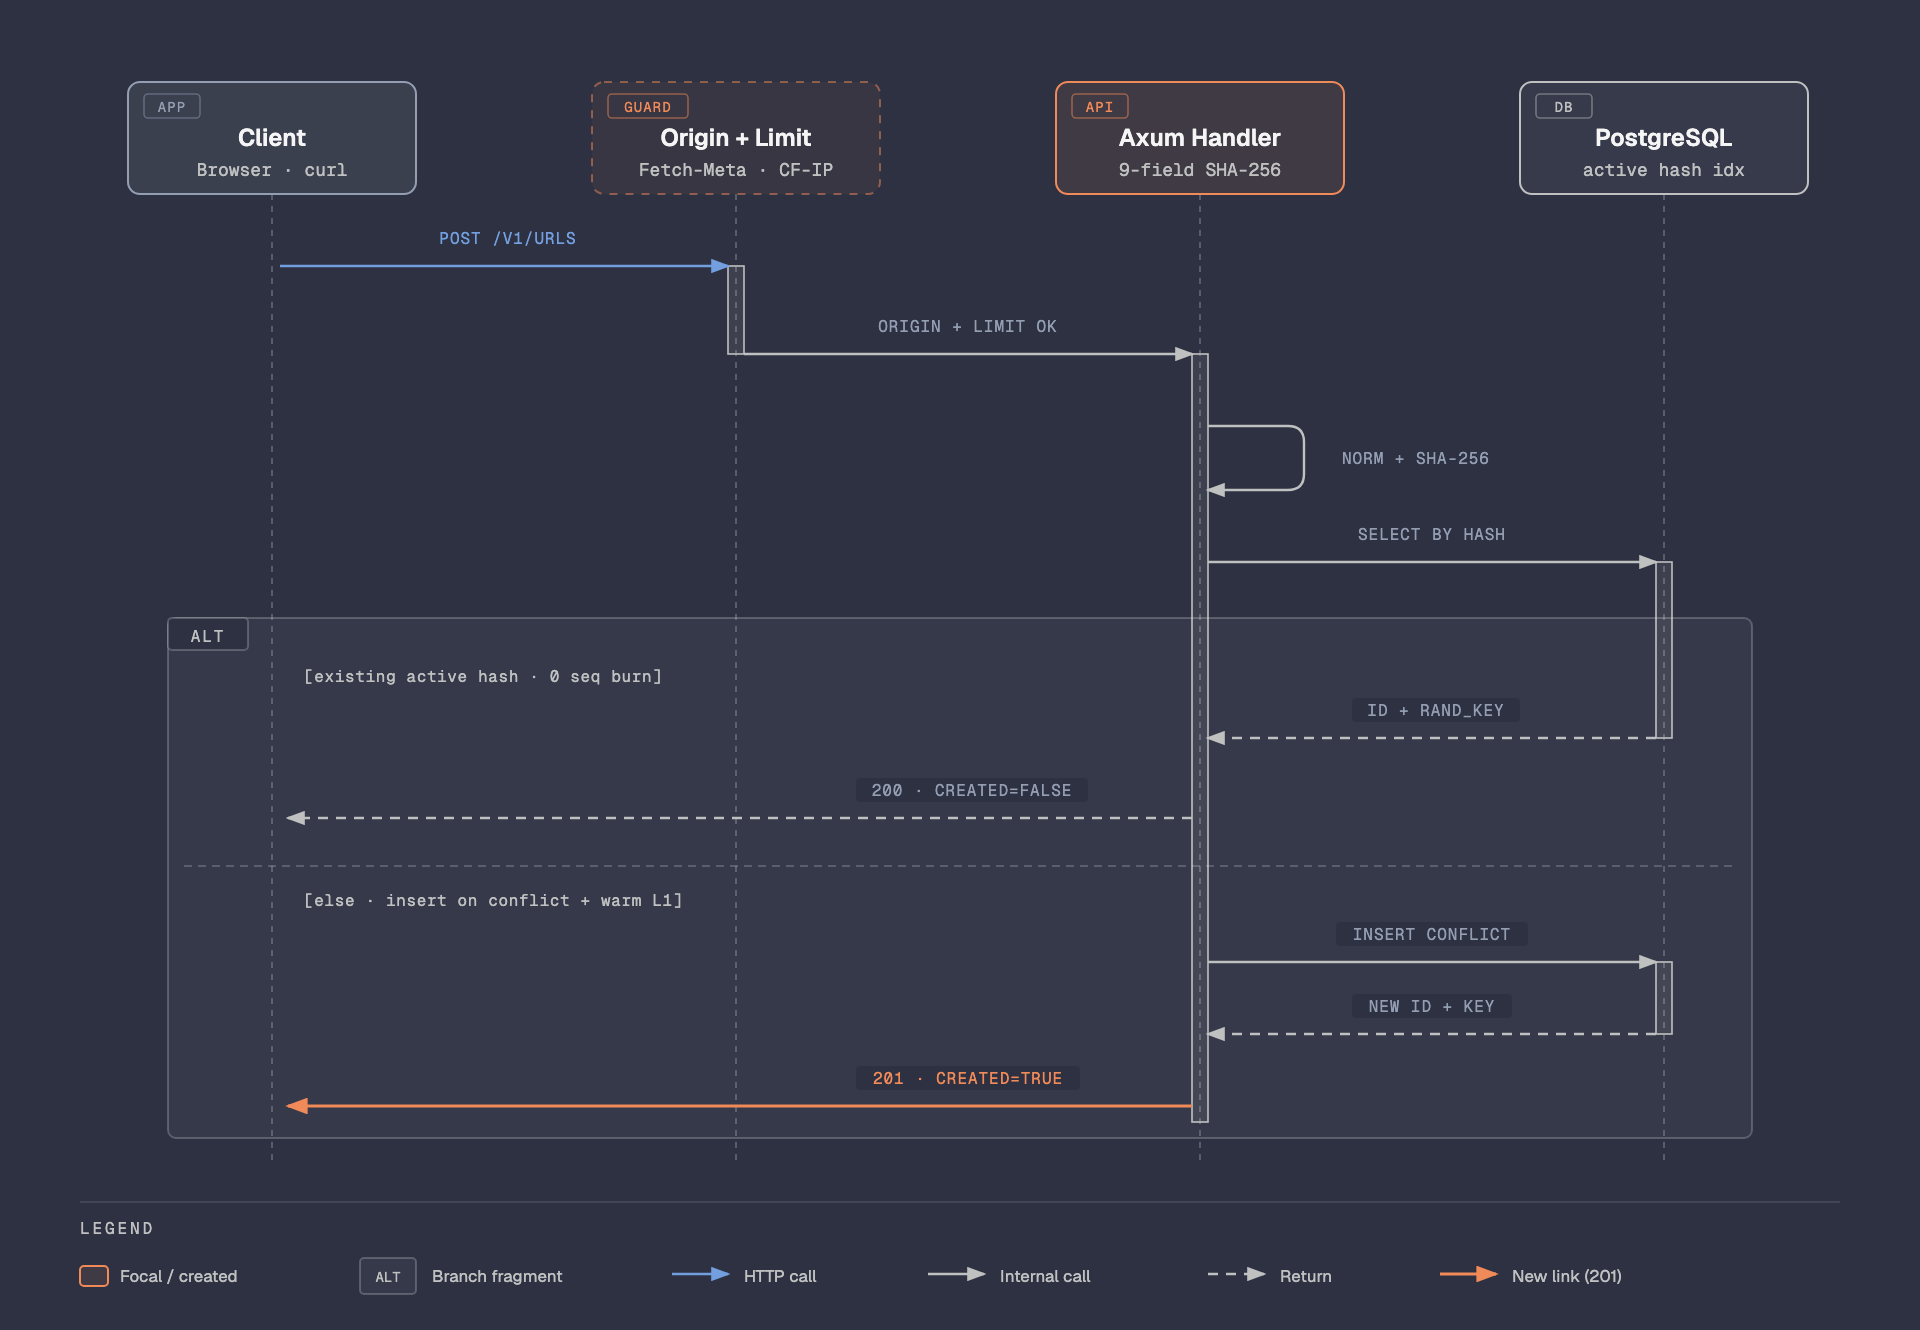 APP
Client
Browser · curl
GUARD
Origin + Limit
Fetch-Meta · CF-IP
API
Axum Handler
9-field SHA-256
DB
PostgreSQL
active hash idx
POST /V1/URLS
ORIGIN + LIMIT OK
NORM + SHA-256
SELECT BY HASH
ALT
[existing active hash · 0 seq burn]
ID + RAND_KEY
200 · CREATED=FALSE
[else · insert on conflict + warm L1]
INSERT CONFLICT
NEW ID + KEY
201 · CREATED=TRUE
LEGEND
Focal / created
ALT
Branch fragment
HTTP call
Internal call
Return
New link (201)